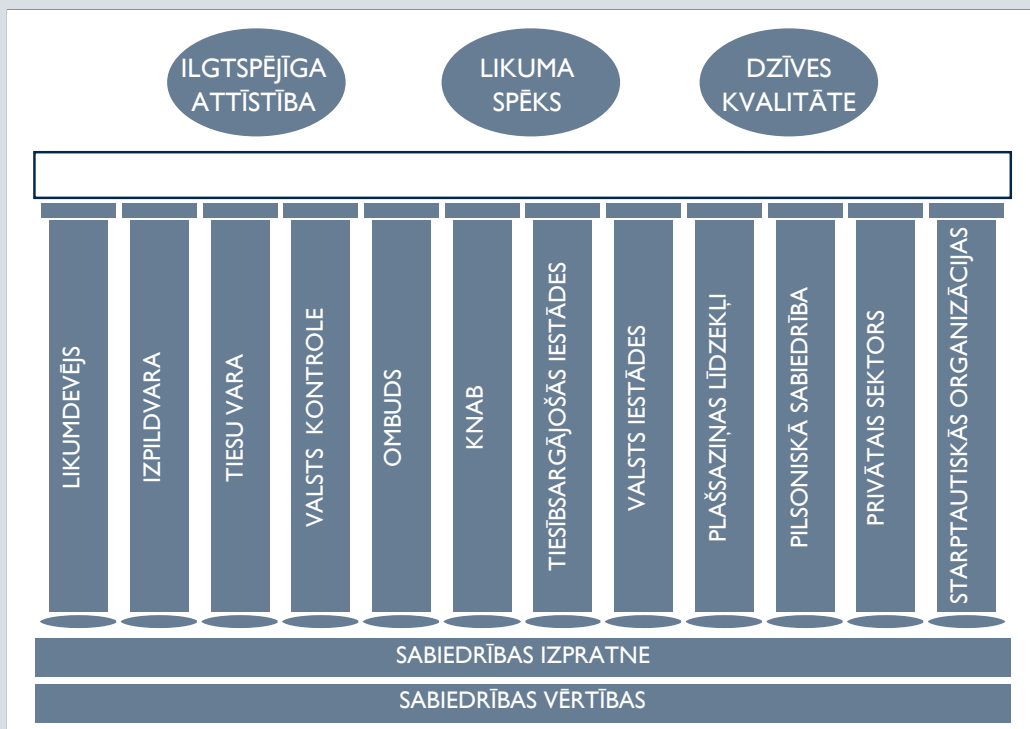 ILGTSPĒJĪGA
ATTĪSTĪBA
LIKUMA
SPĒKS
DZĪVES
KVALITĀTE
LIKUMDEVĒJS
IZPILDVARA
TIESU VARA
VALSTS KONTROLE
OMBUDS
KNAB
TIESĪBSARGĀJOŠĀS IESTĀDES
VALSTS IESTĀDES
PLAŠSAZIŅAS LĪDZEKĻI
PILSONISKĀ SABIEDRĪBA
PRIVĀTAIS SEKTORS
STARPTAUTISKĀS ORGANIZĀCIJAS
SABIEDRĪBAS IZPRATNE
SABIEDRĪBAS VĒRTĪBAS